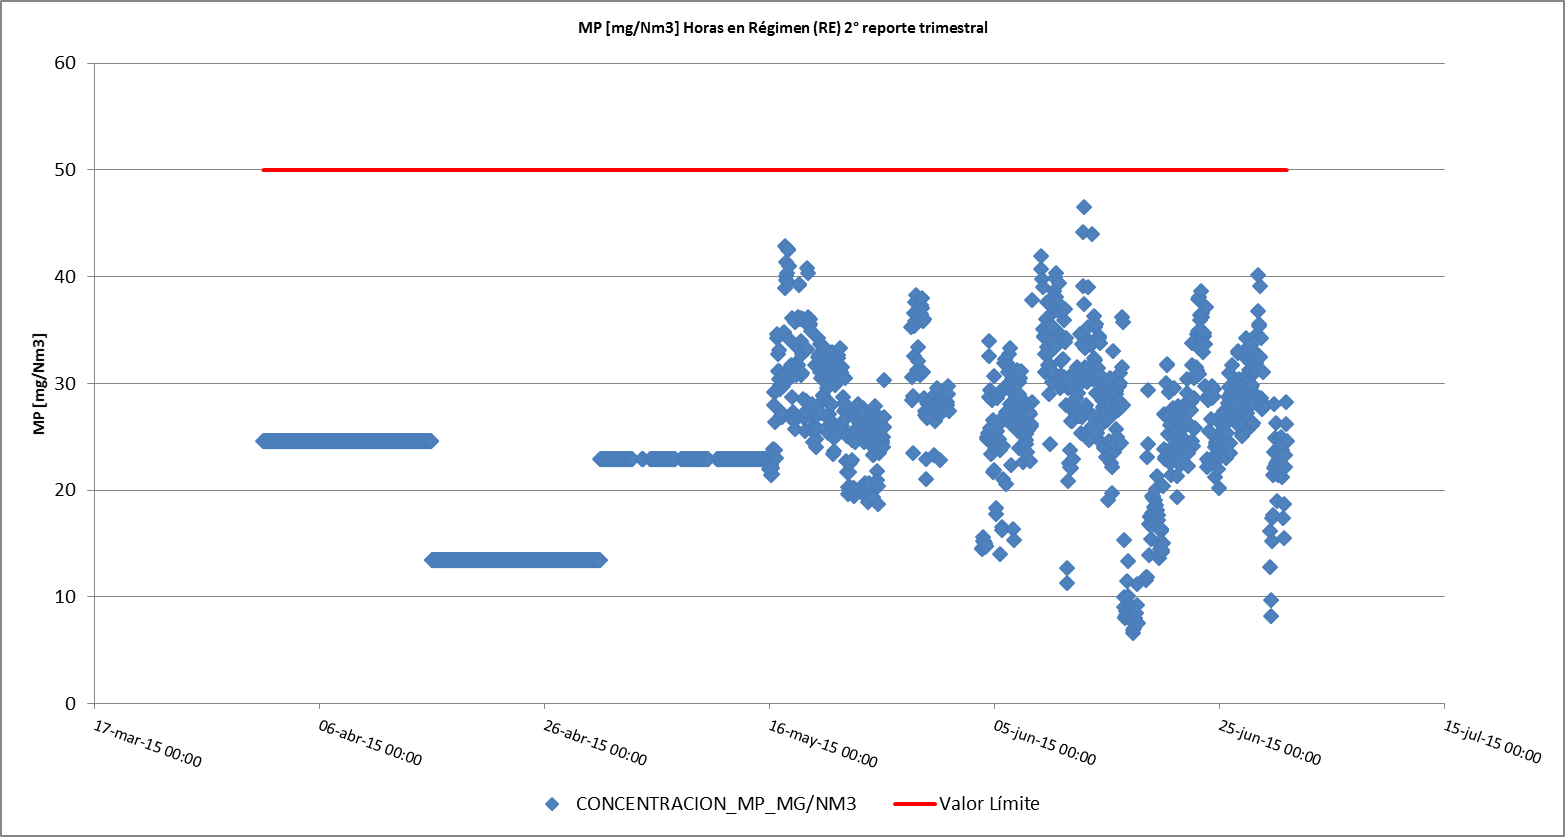 MP [mg/Nm3] Horas en Régimen (RE) 2° reporte trimestral
60
50
40
30
20
10
0
MP [mg/Nm3]
17-mar-15 00:00
06-abr-15 00:00
26-abr-15 00:00
16-may-15 00:00
05-jun-15 00:00
25-jun-15 00:00
15-jul-15 00:00
CONCENTRACION_MP_MG/NM3
Valor Límite